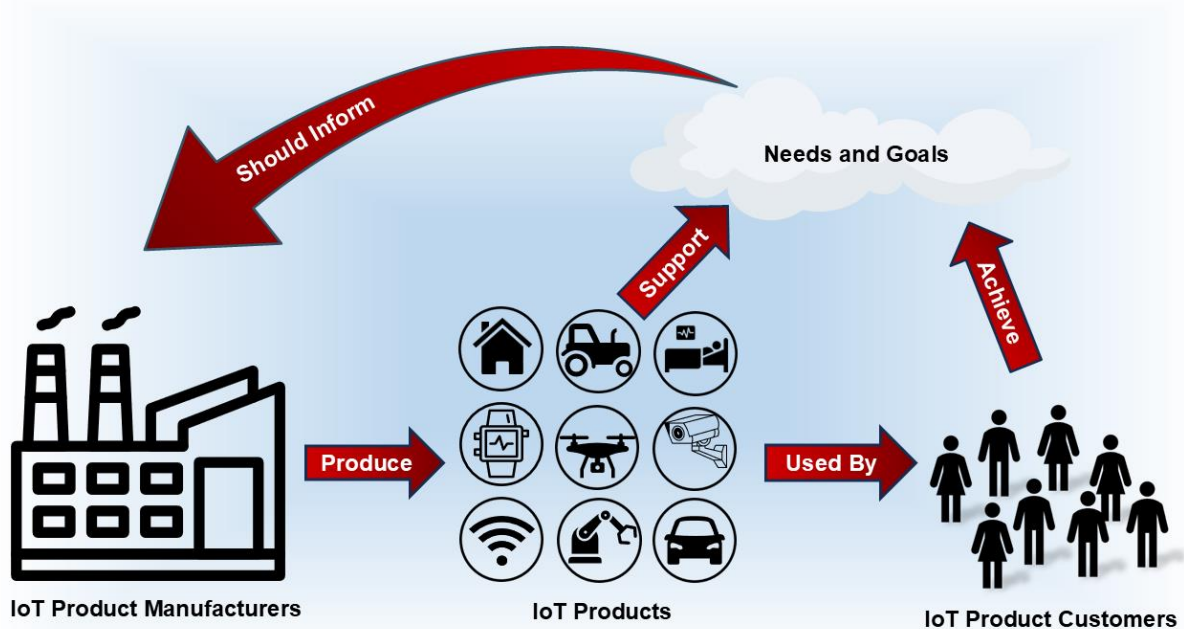 Should Inform
Needs and Goals
Support
Achieve
Produce
Used By
IoT Product Manufacturers
IoT Products
IoT Product Customers